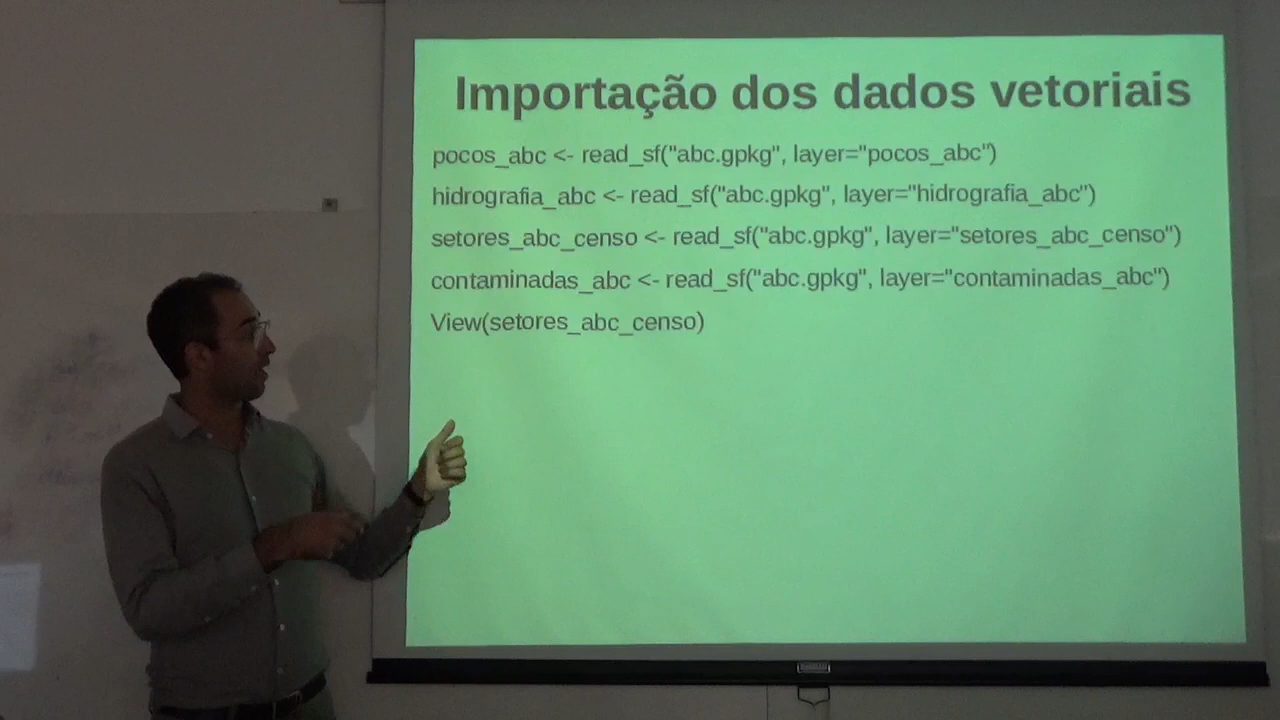 Importação dos dados vetoriais
pocos_abc <- read_sf("abc.gpkg", layer="pocos_abc")
hidrografia_abc <- read_sf("abc.gpkg", layer="hidrografia_abc")
setores_abc_censo <- read_sf("abc.gpkg", layer="setores_abc_censo")
contaminadas_abc <- read_sf("abc.gpkg", layer="contaminadas_abc")
View(setores_abc_censo)